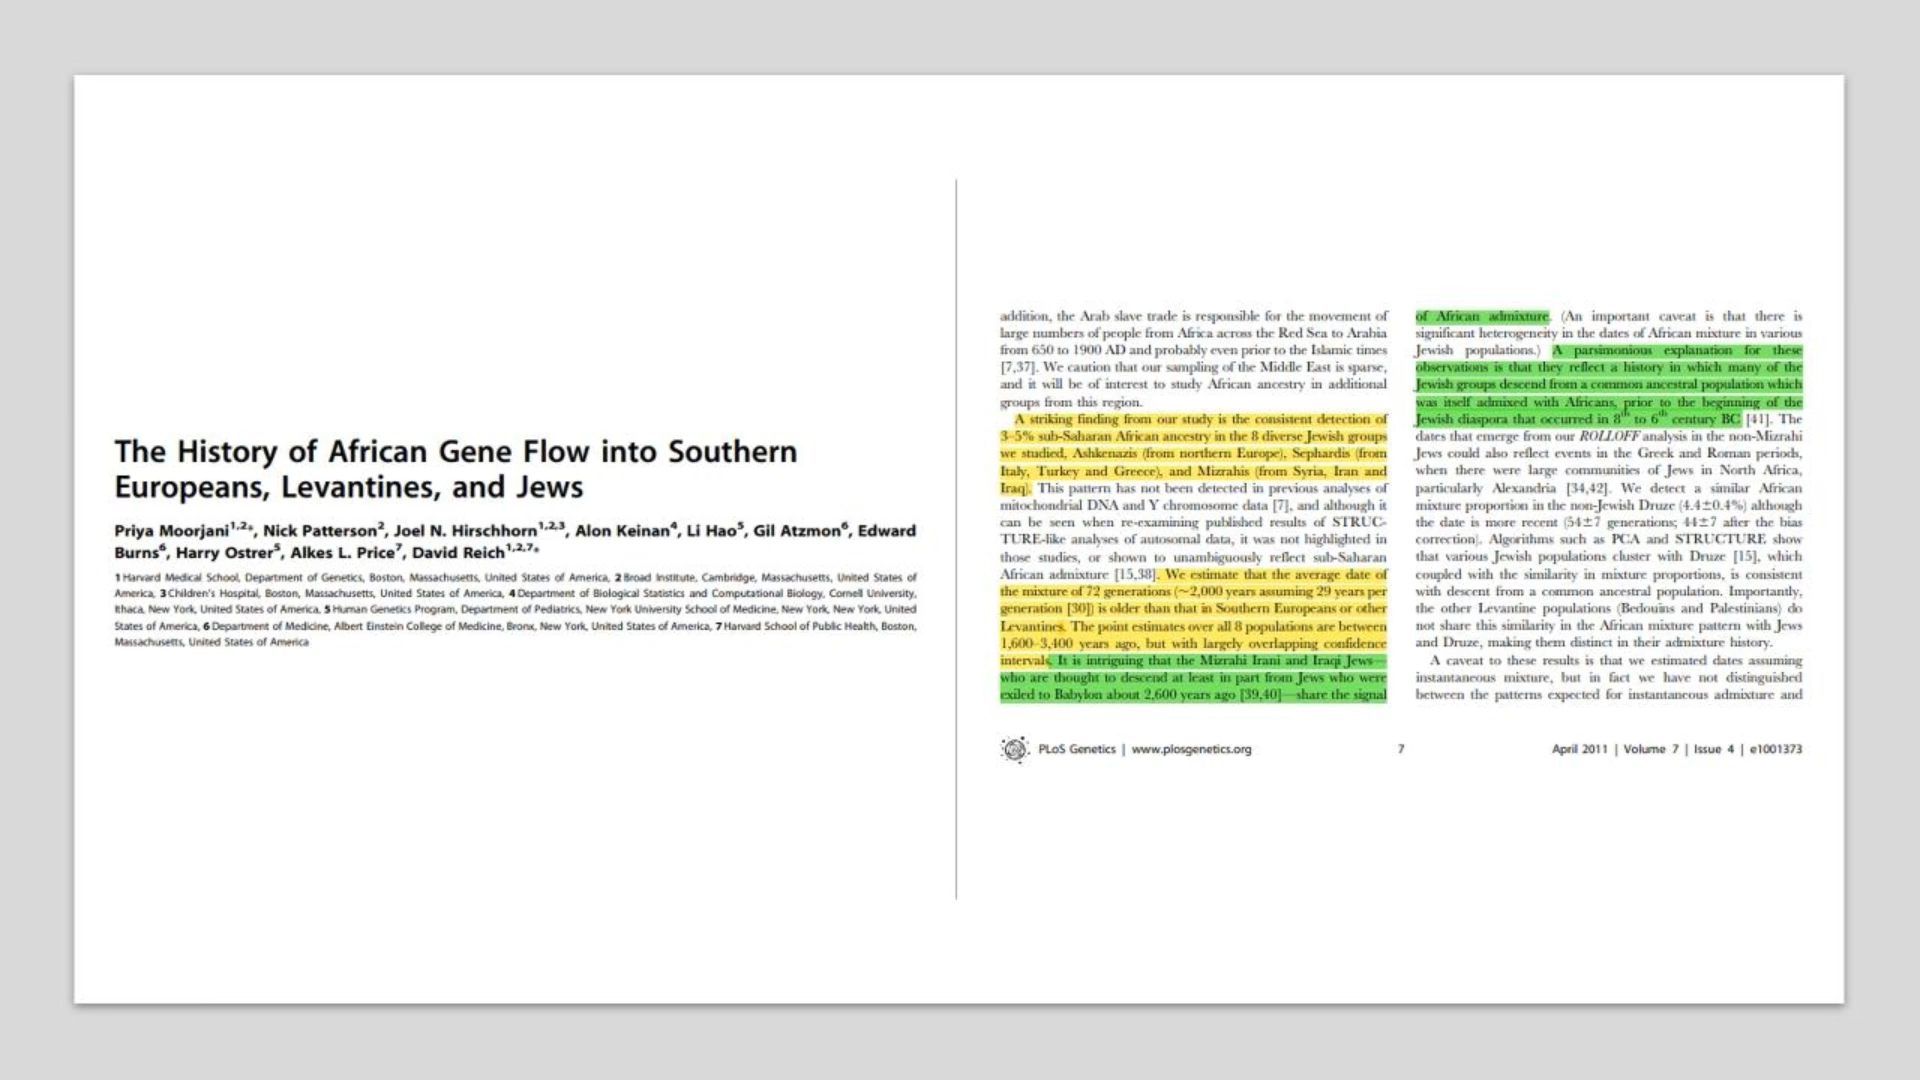 The History of African Gene Flow into Southern
Europeans, Levantines, and Jews
Priya Moorjani1,2*, Nick Patterson2, Joel N. Hirschhorn1,2,3, Alon Keinan4, Li Hao5, Gil Atzmon6, Edward
Burns6, Harry Ostrer5, Alkes L. Price7, David Reich1,2,7*
1 Harvard Medical School, Department of Genetics, Boston, Massachusetts, United States of America, 2 Broad Institute, Cambridge, Massachusetts, United States of
America, 3 Children's Hospital, Boston, Massachusetts, United States of America, 4 Department of Biological Statistics and Computational Biology, Cornell University,
Ithaca, New York, United States of America, 5 Human Genetics Program, Department of Pediatrics, New York University School of Medicine, New York, New York, United
States of America, 6 Department of Medicine, Albert Einstein College of Medicine, Bronx, New York, United States of America, 7 Harvard School of Public Health, Boston,
Massachusetts, United States of America
addition, the Arab slave trade is responsible for the movement of
large numbers of people from Africa across the Red Sea to Arabia
from 650 to 1900 AD and probably even prior to the Islamic times
[7,37]. We caution that our sampling of the Middle East is sparse,
and it will be of interest to study African ancestry in additional
groups from this region.
A striking finding from our study is the consistent detection of
3–5% sub-Saharan African ancestry in the 8 diverse Jewish groups
we studied, Ashkenazis (from northern Europe), Sephardis (from
Italy, Turkey and Greece), and Mizrahis (from Syria, Iran and
Iraq). This pattern has not been detected in previous analyses of
mitochondrial DNA and Y chromosome data [7], and although it
can be seen when re-examining published results of STRUC-
TURE-like analyses of autosomal data, it was not highlighted in
those studies, or shown to unambiguously reflect sub-Saharan
African admixture [15,38]. We estimate that the average date of
the mixture of 72 generations (~2,000 years assuming 29 years per
generation [30]) is older than that in Southern Europeans or other
Levantines. The point estimates over all 8 populations are between
1,600–3,400 years ago, but with largely overlapping confidence
intervals. It is intriguing that the Mizrahi Irani and Iraqi Jews—
who are thought to descend at least in part from Jews who were
exiled to Babylon about 2,600 years ago [39,40]—share the signal
of African admixture. (An important caveat is that there is
significant heterogeneity in the dates of African mixture in various
Jewish populations.) A parsimonious explanation for these
observations is that they reflect a history in which many of the
Jewish groups descend from a common ancestral population which
was itself admixed with Africans, prior to the beginning of the
Jewish diaspora that occurred in 8th to 6th century BC [41]. The
dates that emerge from our ROLLOFF analysis in the non-Mizrahi
Jews could also reflect events in the Greek and Roman periods,
when there were large communities of Jews in North Africa,
particularly Alexandria [34,42]. We detect a similar African
mixture proportion in the non-Jewish Druze (4.4±0.4%) although
the date is more recent (54±7 generations; 44±7 after the bias
correction). Algorithms such as PCA and STRUCTURE show
that various Jewish populations cluster with Druze [15], which
coupled with the similarity in mixture proportions, is consistent
with descent from a common ancestral population. Importantly,
the other Levantine populations (Bedouins and Palestinians) do
not share this similarity in the African mixture pattern with Jews
and Druze, making them distinct in their admixture history.
A caveat to these results is that we estimated dates assuming
instantaneous mixture, but in fact we have not distinguished
between the patterns expected for instantaneous admixture and
PLoS Genetics | www.plosgenetics.org
7
April 2011 | Volume 7 | Issue 4 | e1001373